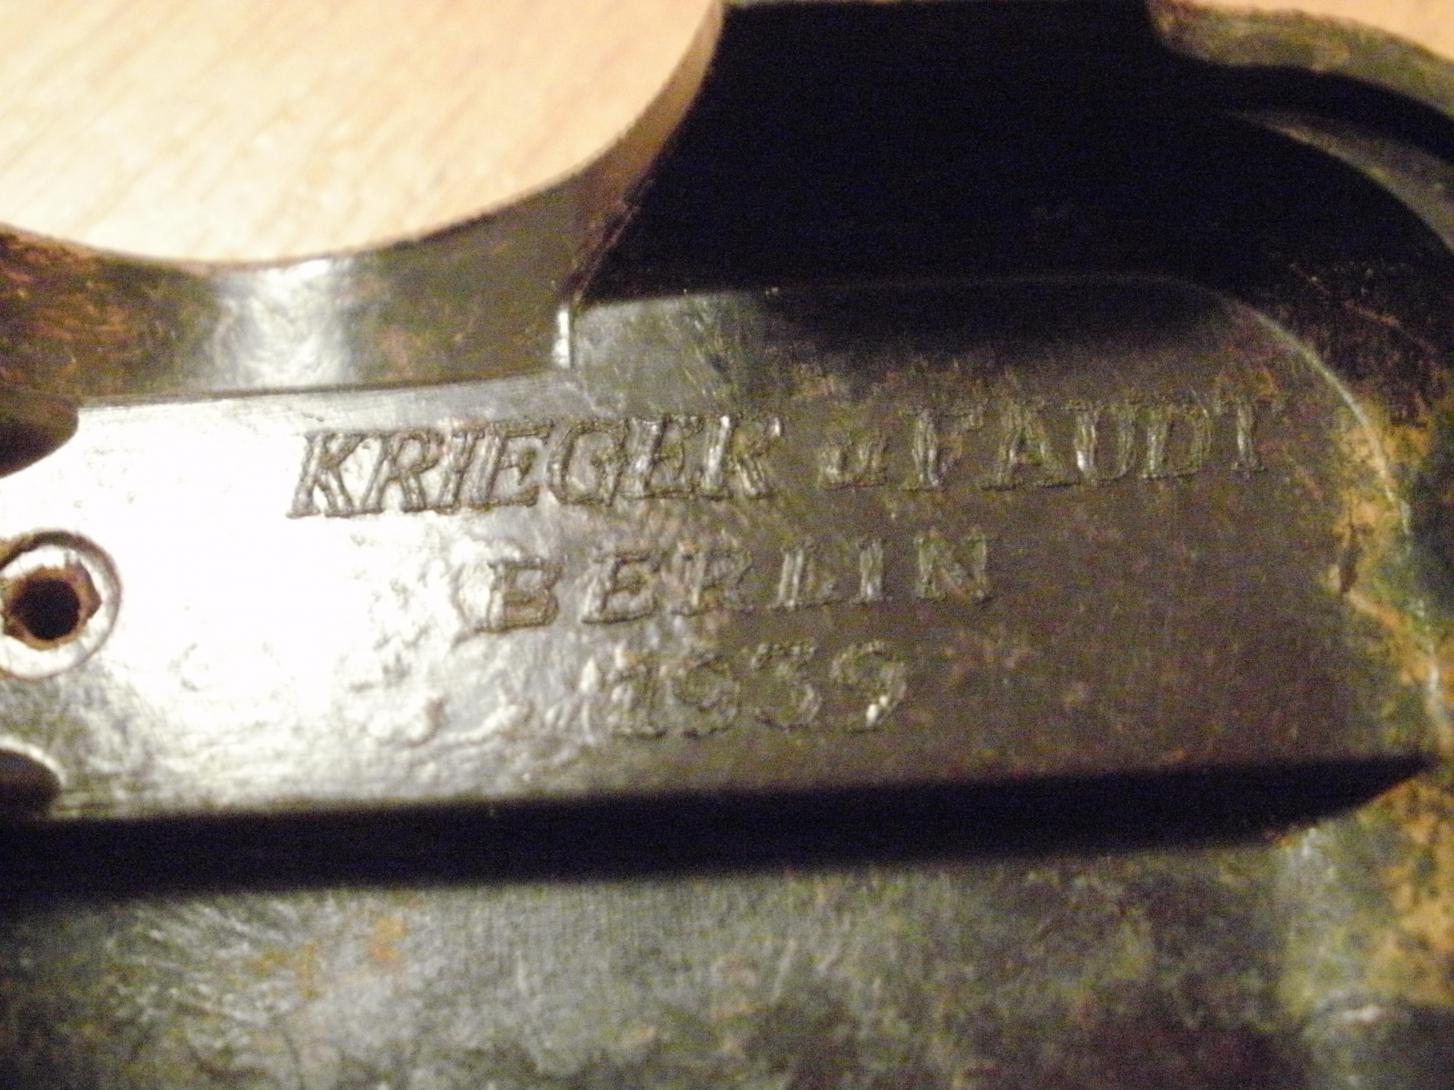 KRIEGER u FAUDT
BERLIN
1939